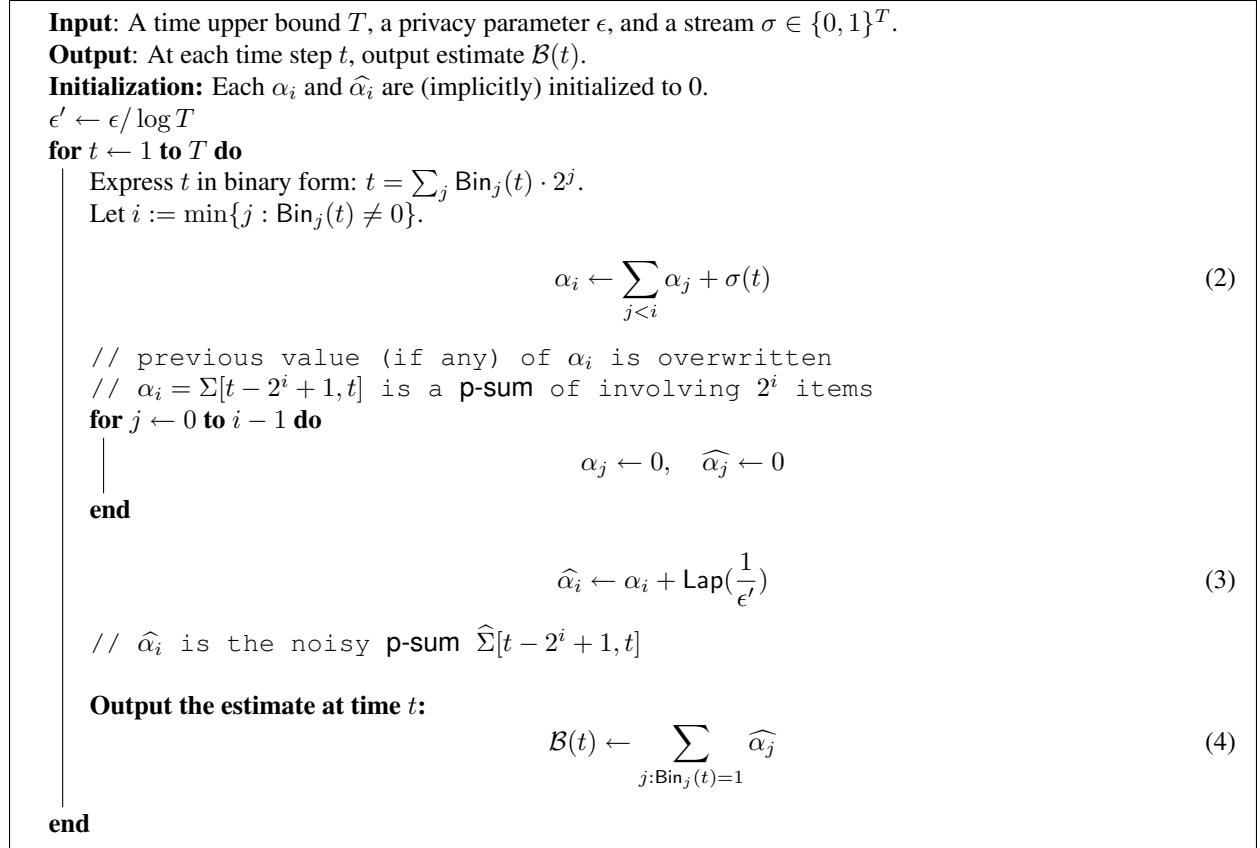 Input: A time upper bound T, a privacy parameter ϵ, and a stream σ ∈ {0, 1}^T.
Output: At each time step t, output estimate ℬ(t).
Initialization: Each α_i and α̂_i are (implicitly) initialized to 0.
ϵ′ ← ϵ/ log T
for t ← 1 to T do
Express t in binary form: t = ∑_j Bin_j(t) · 2^j.
Let i := min{j : Bin_j(t) ≠ 0}.
α_i ← ∑_{j<i} α_j + σ(t) (2)
// previous value (if any) of α_i is overwritten
// α_i = Σ[t − 2^i + 1, t] is a p-sum of involving 2^i items
for j ← 0 to i − 1 do
α_j ← 0, α̂_j ← 0
end
α̂_i ← α_i + Lap(1/ϵ′) (3)
// α̂_i is the noisy p-sum Σ̂[t − 2^i + 1, t]
Output the estimate at time t:
ℬ(t) ← ∑_{j:Bin_j(t)=1} α̂_j (4)
end